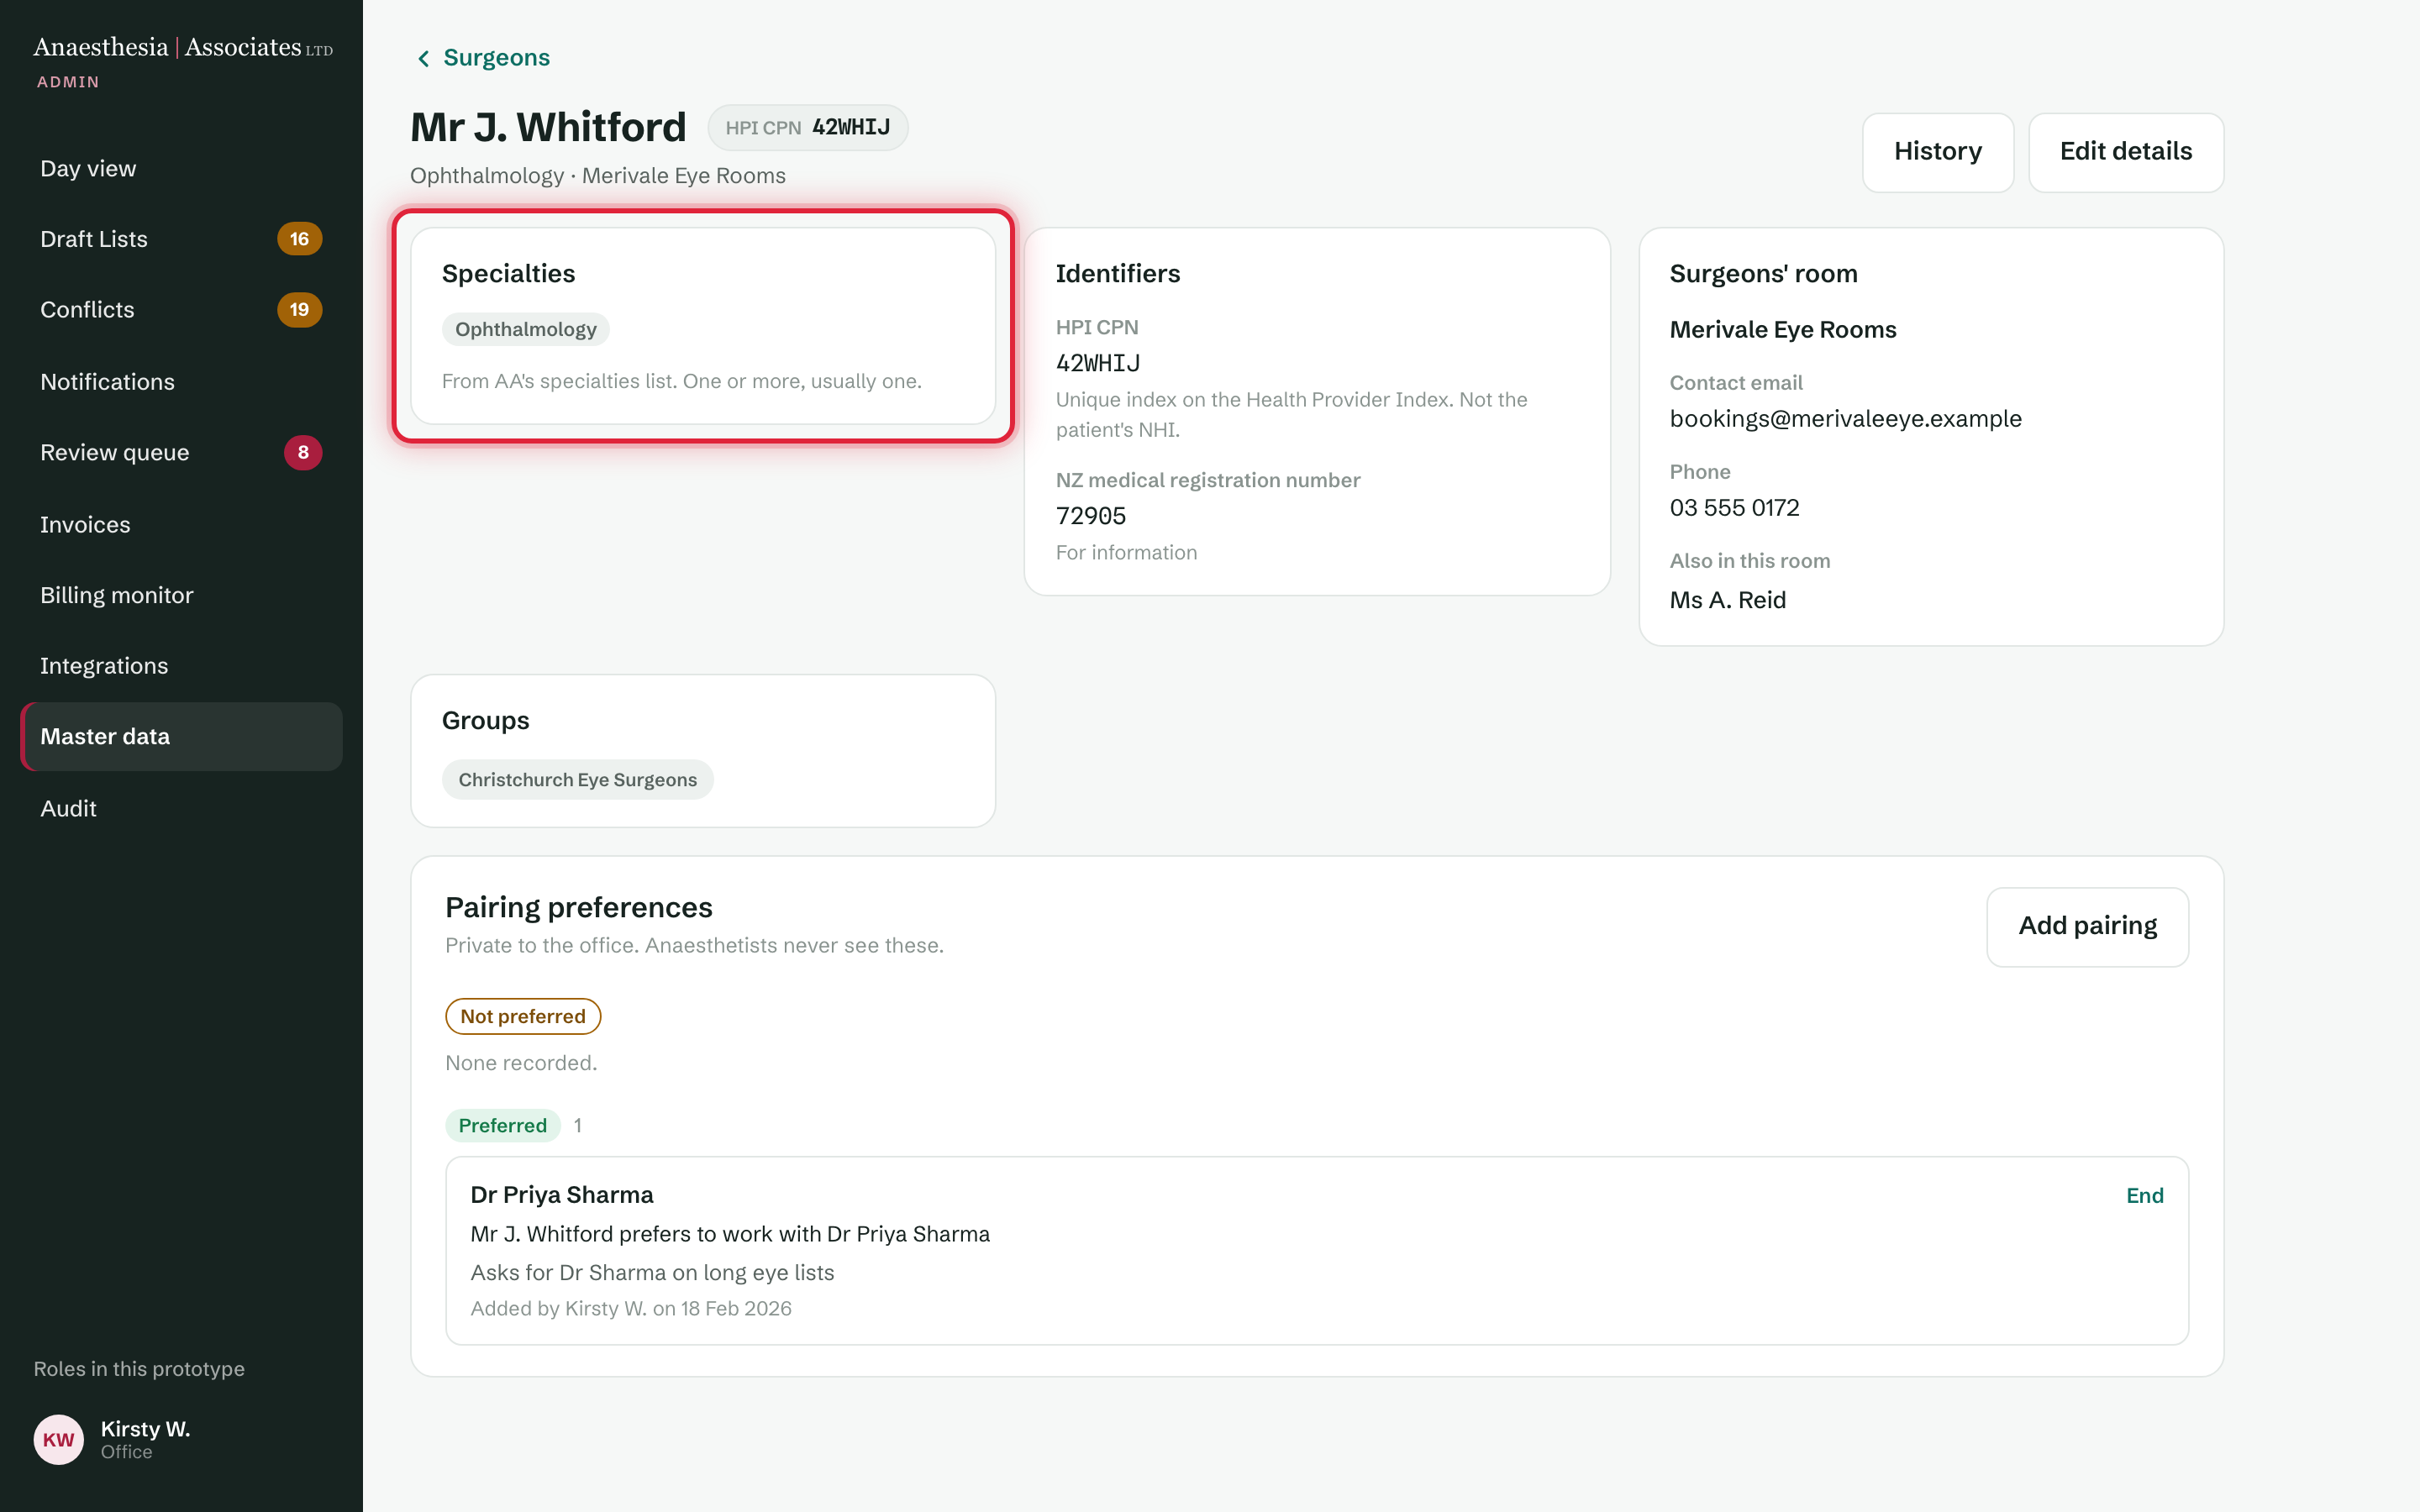 Anaesthesia | Associates LTD
ADMIN
Day view
Draft Lists 16
Conflicts 19
Notifications
Review queue 8
Invoices
Billing monitor
Integrations
Master data
Audit
Roles in this prototype
KW
Kirsty W.
Office
Surgeons
Mr J. Whitford HPI CPN 42WHIJ
Ophthalmology · Merivale Eye Rooms
History
Edit details
Specialties
Ophthalmology
From AA's specialties list. One or more, usually one.
Identifiers
HPI CPN
42WHIJ
Unique index on the Health Provider Index. Not the
patient's NHI.
NZ medical registration number
72905
For information
Surgeons' room
Merivale Eye Rooms
Contact email
bookings@merivaleeye.example
Phone
03 555 0172
Also in this room
Ms A. Reid
Groups
Christchurch Eye Surgeons
Pairing preferences
Private to the office. Anaesthetists never see these.
Add pairing
Not preferred
None recorded.
Preferred 1
Dr Priya Sharma
End
Mr J. Whitford prefers to work with Dr Priya Sharma
Asks for Dr Sharma on long eye lists
Added by Kirsty W. on 18 Feb 2026